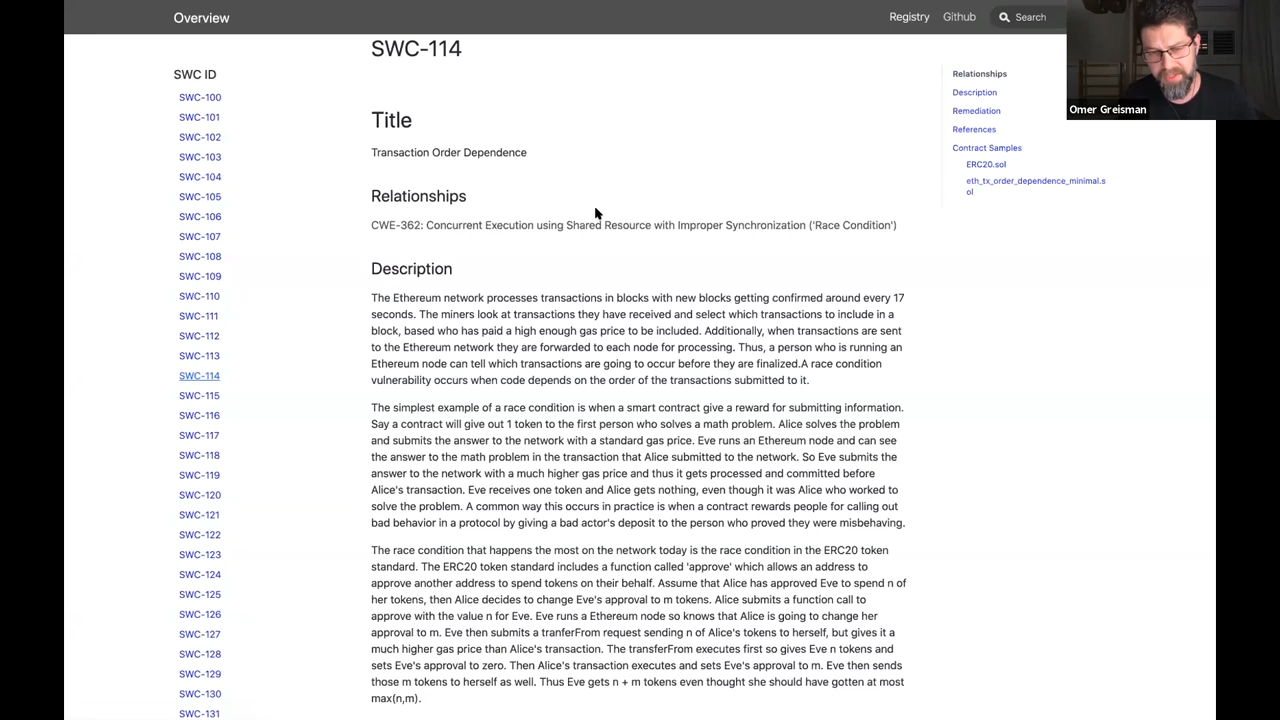 Overview
Registry
Github
Search
SWC ID
SWC-100
SWC-101
SWC-102
SWC-103
SWC-104
SWC-105
SWC-106
SWC-107
SWC-108
SWC-109
SWC-110
SWC-111
SWC-112
SWC-113
SWC-114
SWC-115
SWC-116
SWC-117
SWC-118
SWC-119
SWC-120
SWC-121
SWC-122
SWC-123
SWC-124
SWC-125
SWC-126
SWC-127
SWC-128
SWC-129
SWC-130
SWC-131
SWC-114
Title
Transaction Order Dependence
Relationships
CWE-362: Concurrent Execution using Shared Resource with Improper Synchronization ('Race Condition')
Description
The Ethereum network processes transactions in blocks with new blocks getting confirmed around every 17
seconds. The miners look at transactions they have received and select which transactions to include in a
block, based who has paid a high enough gas price to be included. Additionally, when transactions are sent
to the Ethereum network they are forwarded to each node for processing. Thus, a person who is running an
Ethereum node can tell which transactions are going to occur before they are finalized.A race condition
vulnerability occurs when code depends on the order of the transactions submitted to it.
The simplest example of a race condition is when a smart contract give a reward for submitting information.
Say a contract will give out 1 token to the first person who solves a math problem. Alice solves the problem
and submits the answer to the network with a standard gas price. Eve runs an Ethereum node and can see
the answer to the math problem in the transaction that Alice submitted to the network. So Eve submits the
answer to the network with a much higher gas price and thus it gets processed and committed before
Alice's transaction. Eve receives one token and Alice gets nothing, even though it was Alice who worked to
solve the problem. A common way this occurs in practice is when a contract rewards people for calling out
bad behavior in a protocol by giving a bad actor's deposit to the person who proved they were misbehaving.
The race condition that happens the most on the network today is the race condition in the ERC20 token
standard. The ERC20 token standard includes a function called 'approve' which allows an address to
approve another address to spend tokens on their behalf. Assume that Alice has approved Eve to spend n of
her tokens, then Alice decides to change Eve's approval to m tokens. Alice submits a function call to
approve with the value n for Eve. Eve runs a Ethereum node so knows that Alice is going to change her
approval to m. Eve then submits a tranferFrom request sending n of Alice's tokens to herself, but gives it a
much higher gas price than Alice's transaction. The transferFrom executes first so gives Eve n tokens and
sets Eve's approval to zero. Then Alice's transaction executes and sets Eve's approval to m. Eve then sends
those m tokens to herself as well. Thus Eve gets n + m tokens even thought she should have gotten at most
max(n,m).
Relationships
Description
Remediation
References
Contract Samples
ERC20.sol
eth_tx_order_dependence_minimal.s
ol
Omer Greisman